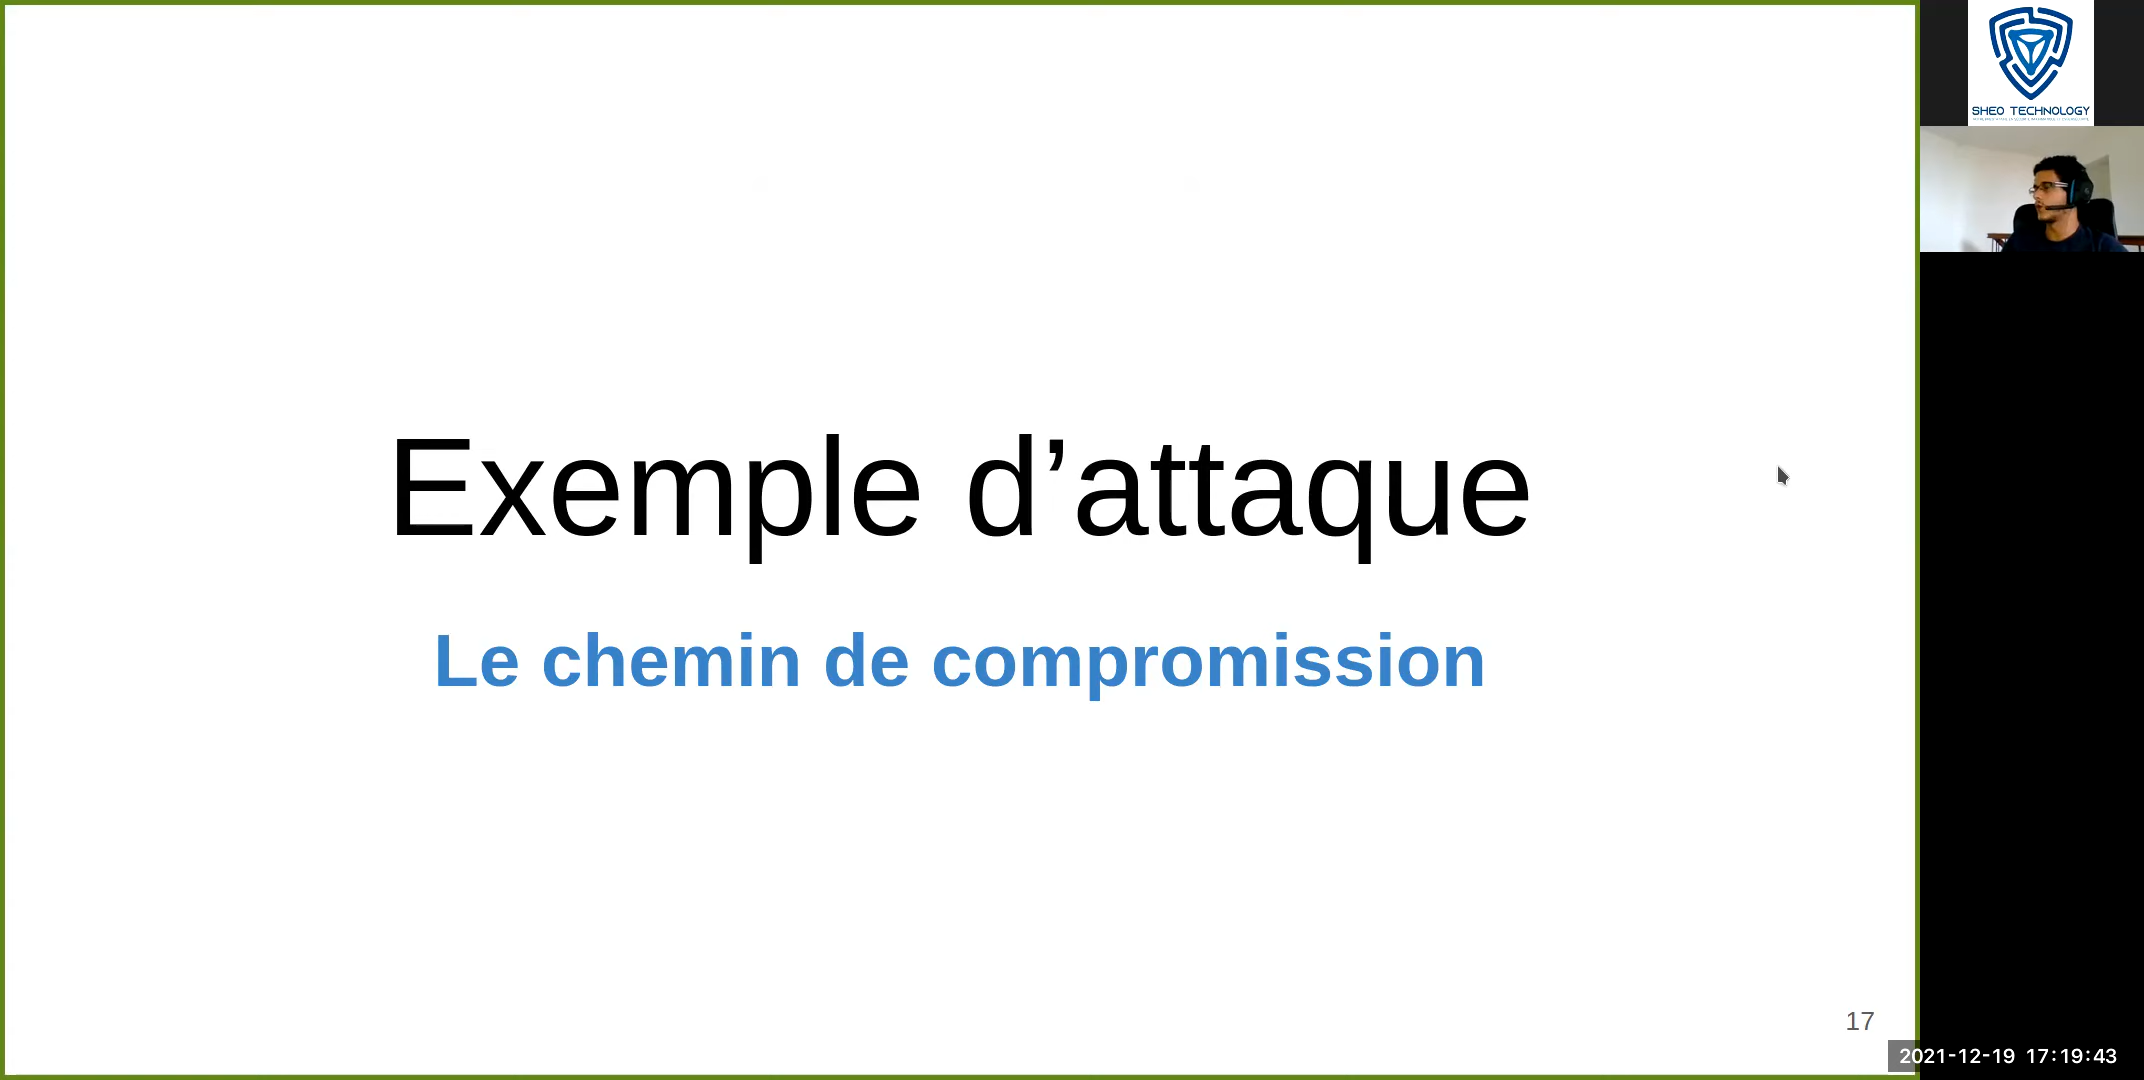 Exemple d’attaque
Le chemin de compromission
17
SHEO TECHNOLOGY
2021-12-19 17:19:43